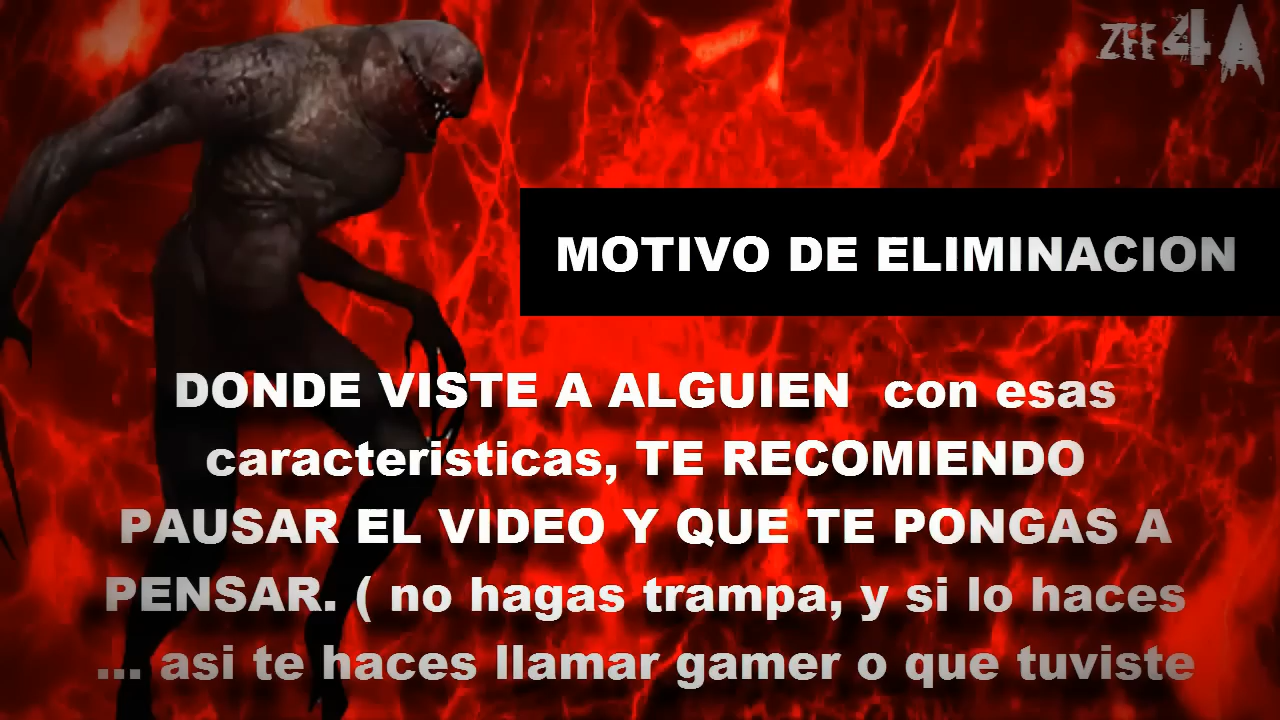 ZEE4A
MOTIVO DE ELIMINACION
DONDE VISTE A ALGUIEN con esas
caracteristicas, TE RECOMIENDO
PAUSAR EL VIDEO Y QUE TE PONGAS A
PENSAR. ( no hagas trampa, y si lo haces
... asi te haces llamar gamer o que tuviste